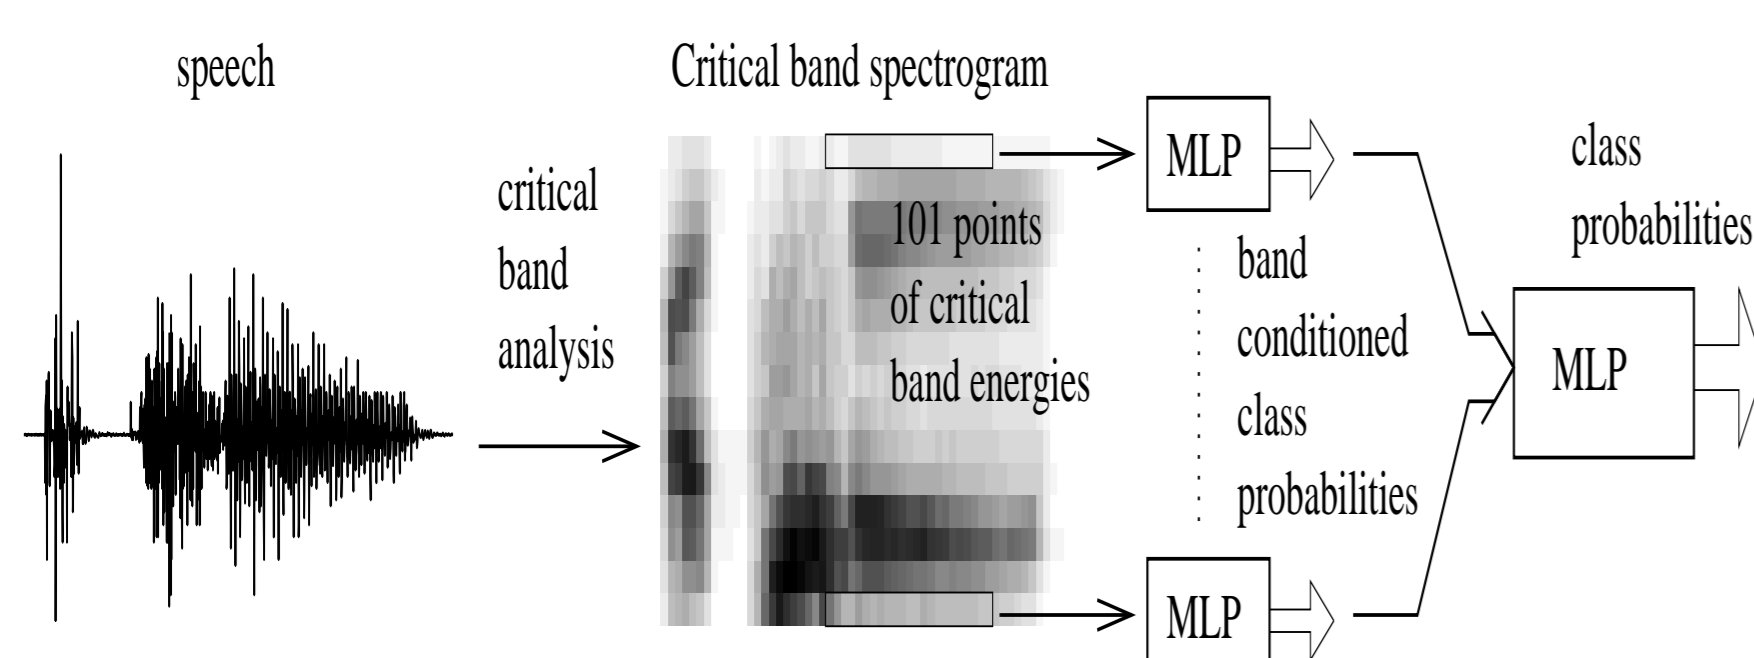 speech
critical
band
analysis
Critical band spectrogram
101 points
of critical
band energies
MLP
band
conditioned
class
probabilities
MLP
class
probabilities
MLP